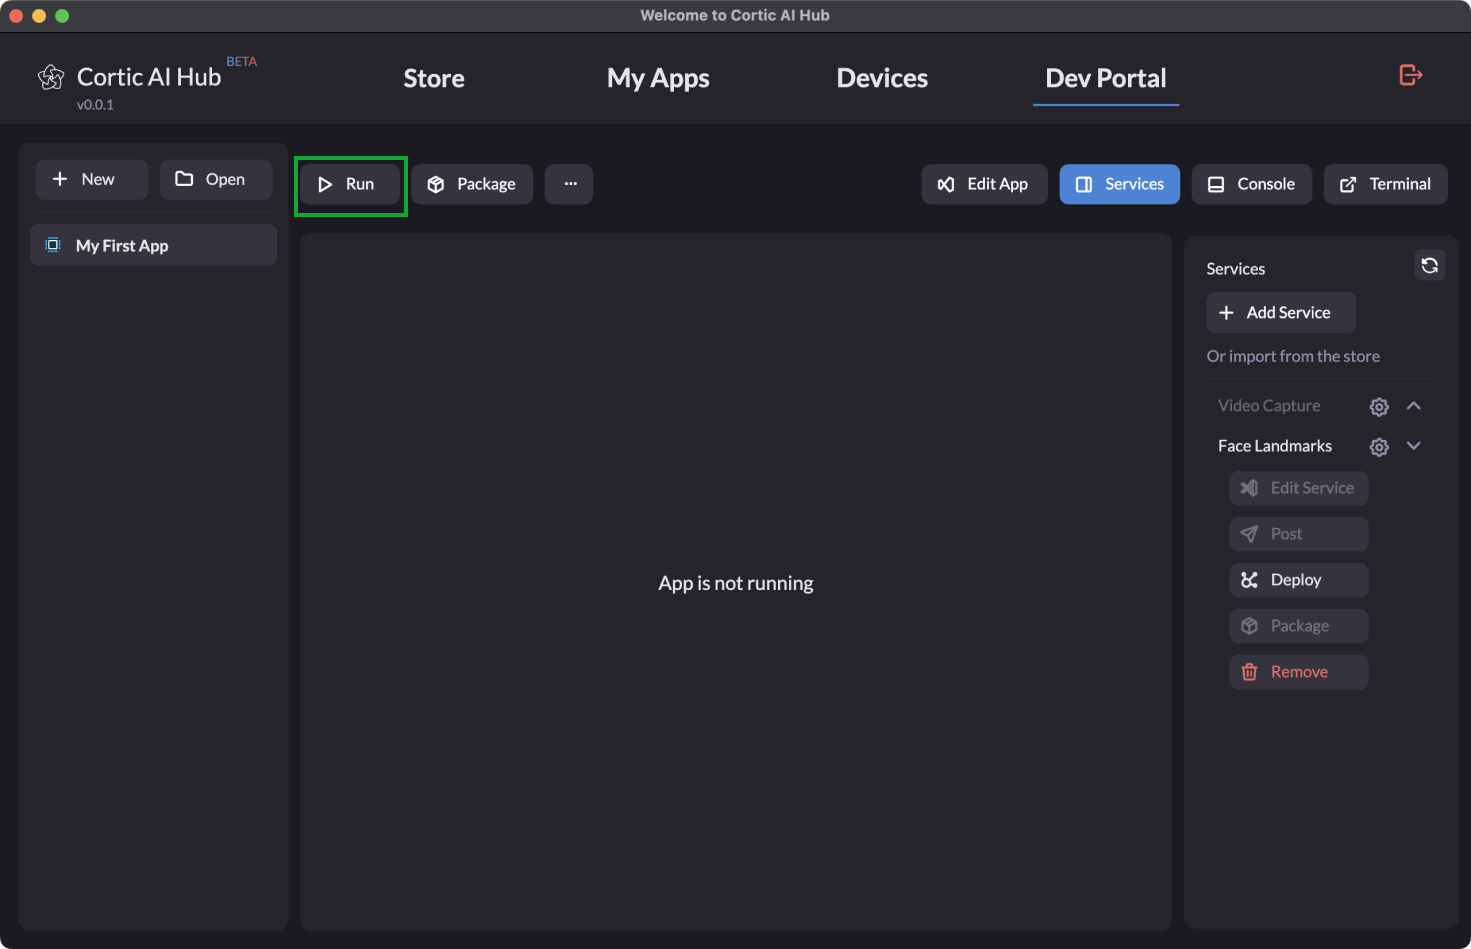 Welcome to Cortic AI Hub
Cortic AI Hub BETA
v0.0.1
Store
My Apps
Devices
Dev Portal
New
Open
Run
Package
...
Edit App
Services
Console
Terminal
My First App
App is not running
Services
Add Service
Or import from the store
Video Capture
Face Landmarks
Edit Service
Post
Deploy
Package
Remove